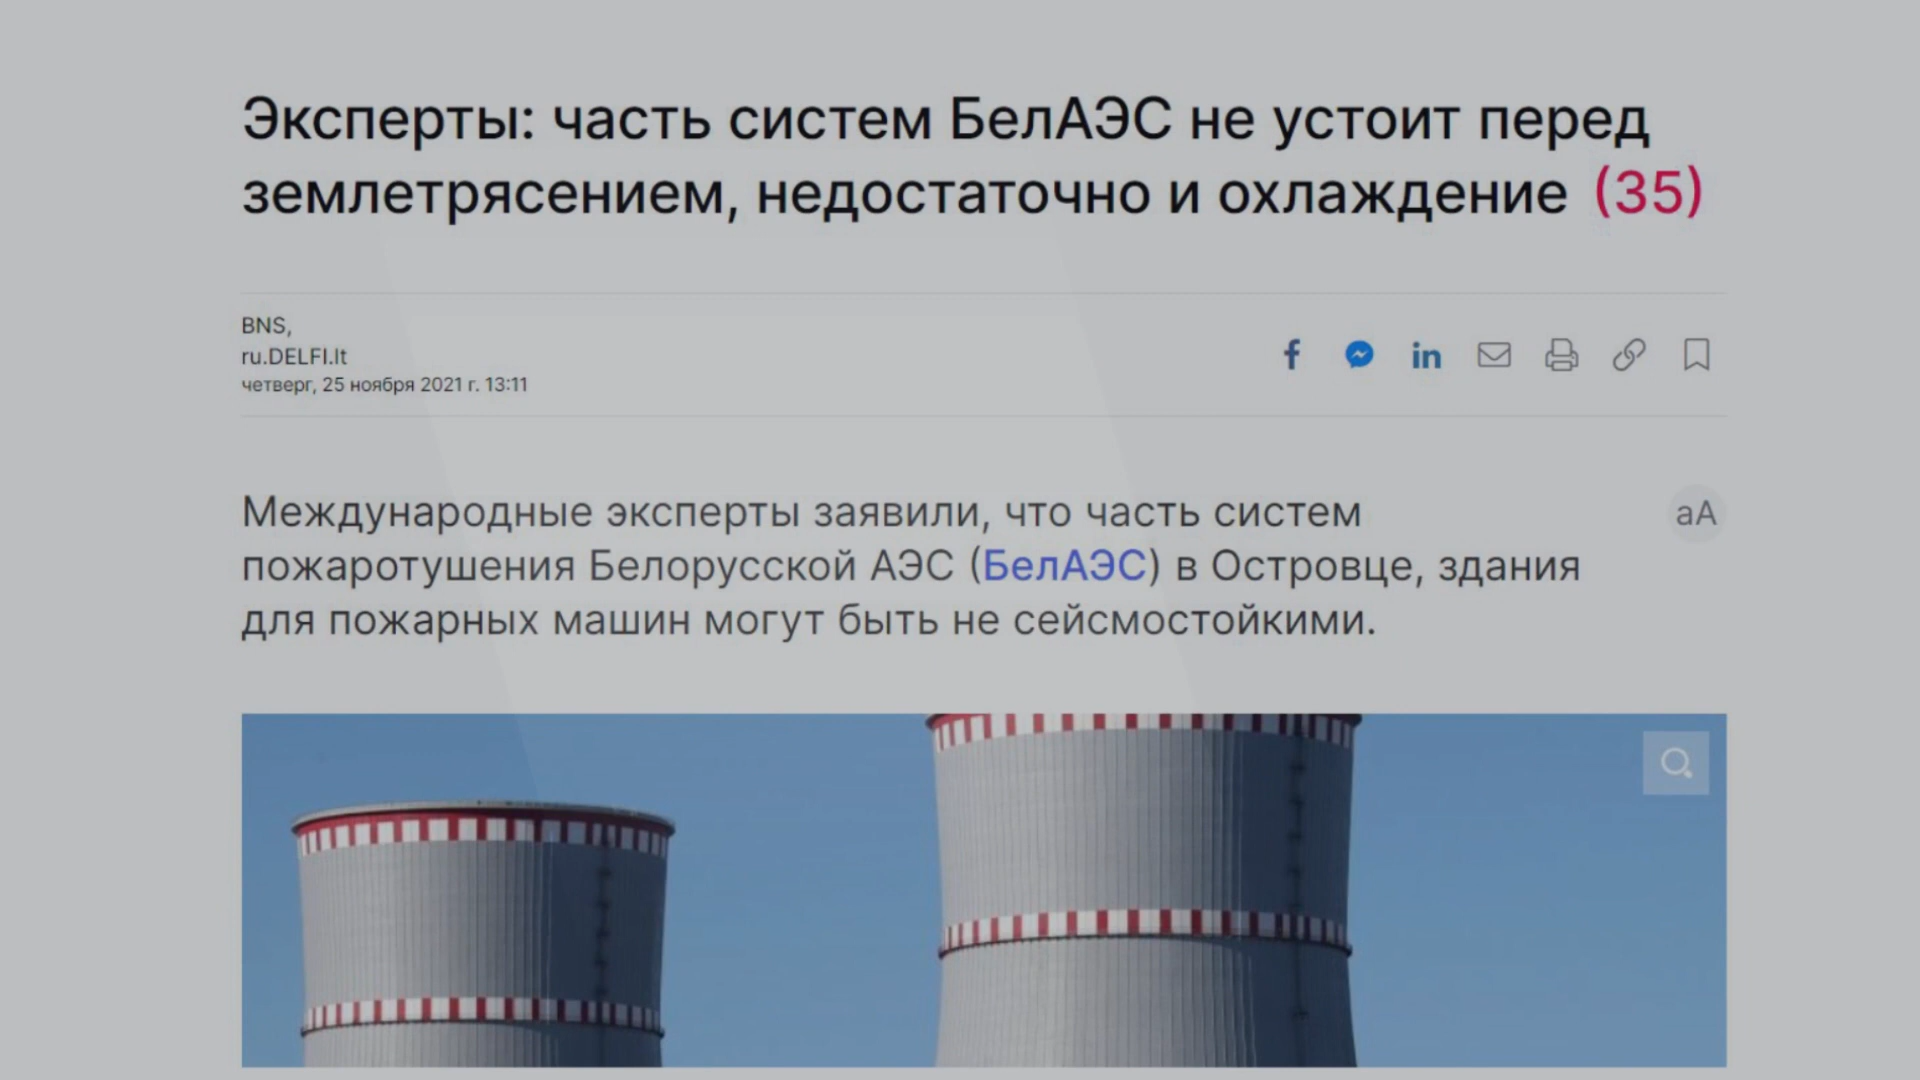 Эксперты: часть систем БелАЭС не устоит перед
землетрясением, недостаточно и охлаждение (35)
BNS,
ru.DELFI.lt
четверг, 25 ноября 2021 г. 13:11
Международные эксперты заявили, что часть систем
пожаротушения Белорусской АЭС (БелАЭС) в Островце, здания
для пожарных машин могут быть не сейсмостойкими.
aA